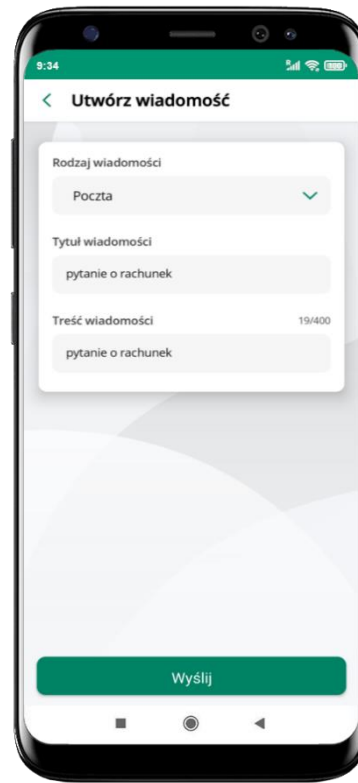 9:34
Utwórz wiadomość
Rodzaj wiadomości
Poczta
Tytuł wiadomości
pytanie o rachunek
Treść wiadomości 19/400
pytanie o rachunek
Wyślij